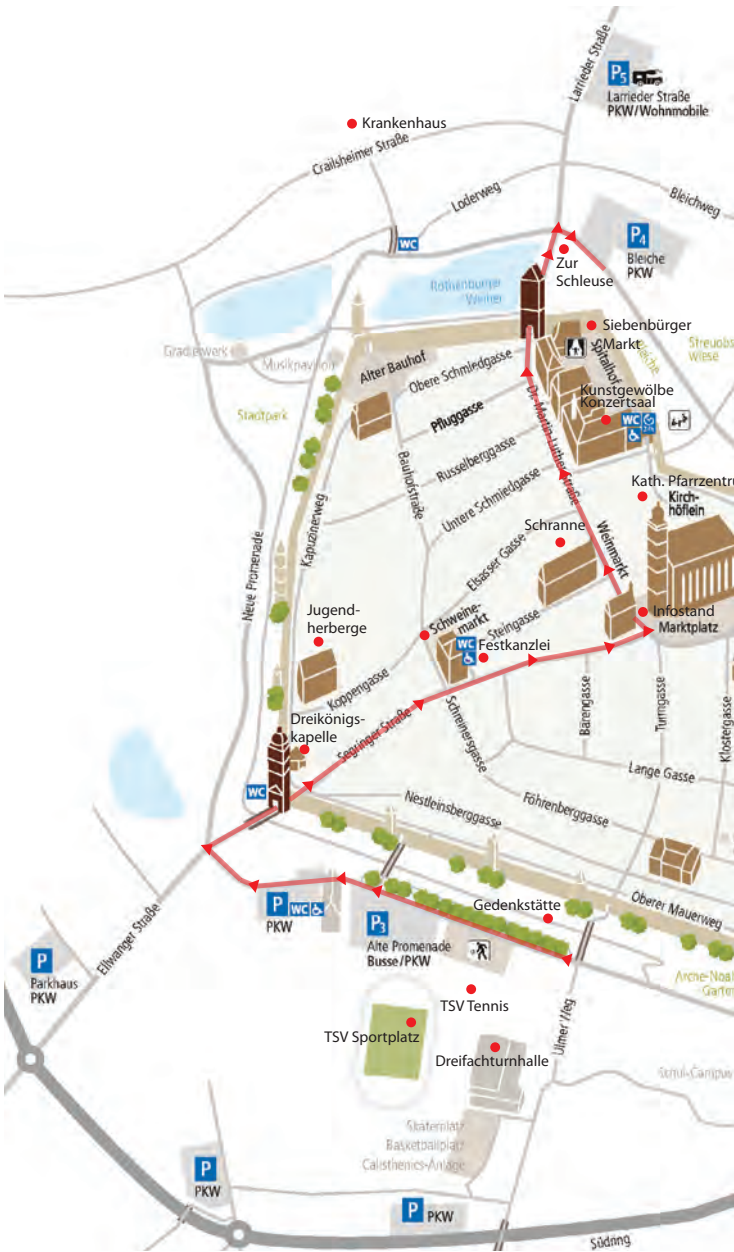 Larrieder Straße
P5
Larrieder Straße
PKW/Wohnmobile
Krankenhaus
Crailsheimer Straße
Loderweg
Bleichweg
WC
P4
Bleiche
PKW
Zur
Schleuse
Rothenburger
Weiher
Siebenbürger
Markt
Spitalhof
Bleiche
Streuobs
wiese
Gradierwerk
Musikpavillon
Alter Bauhof
Obere Schmiedgasse
Kunstgewölbe
Konzertsaal
WC
Stadtpark
Pfluggasse
Dr.-Martin-Luther-Straße
Russelberggasse
Bauhofstraße
Untere Schmiedgasse
Kath. Pfarrzentru
Kirch-
höflein
Kapuzinerweg
Schranne
Weinmarkt
Elsasser Gasse
Neue Promenade
Jugend-
herberge
Schweine-
markt
Steingasse
Infostand
Marktplatz
WC
Festkanzlei
Koppengasse
Dreikönigs-
kapelle
Segringer Straße
Schreinersgasse
Bärengasse
Turmgasse
Klostergasse
Lange Gasse
WC
Nestleinsberggasse
Föhrenberggasse
Oberer Mauerweg
P
WC
PKW
P3
Alte Promenade
Busse/PKW
Gedenkstätte
Ellwanger Straße
P
Parkhaus
PKW
Arche-Noa
Garten
TSV Tennis
TSV Sportplatz
Dreifachturnhalle
Ulmer Weg
Schul-Campus
Skaterplatz
Basketballplatz
Calisthenics-Anlage
P
PKW
P
PKW
Südring